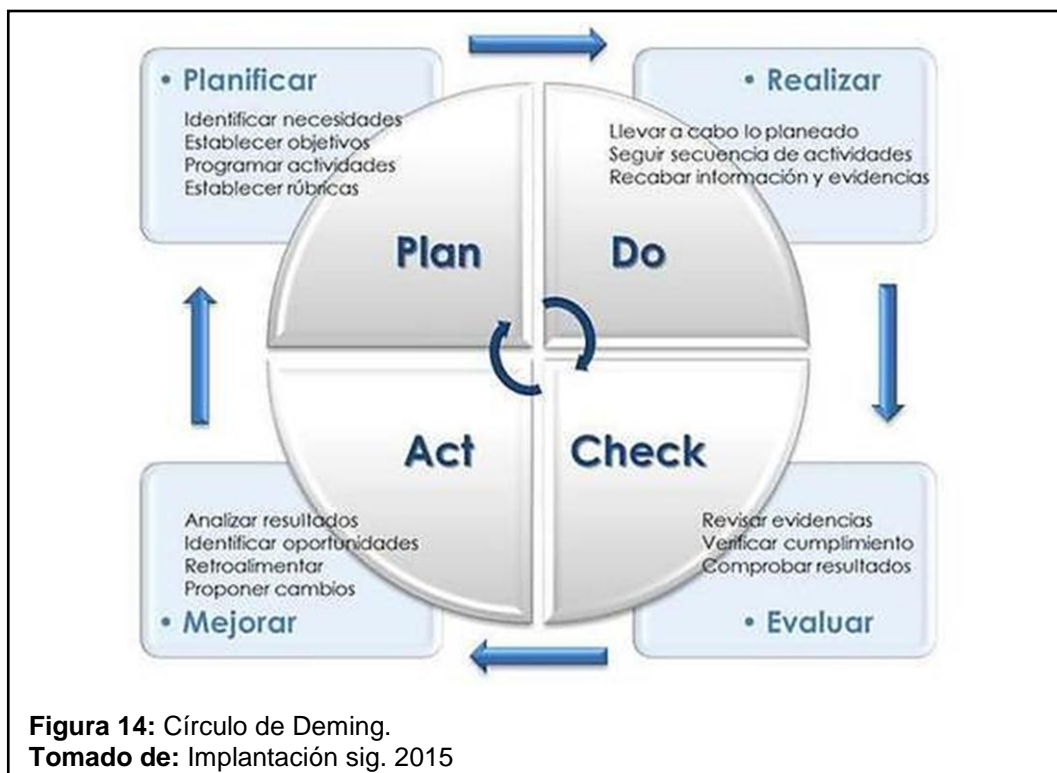 • Planificar
Identificar necesidades
Establecer objetivos
Programar actividades
Establecer rúbricas
• Realizar
Llevar a cabo lo planeado
Seguir secuencia de actividades
Recabar información y evidencias
Plan
Do
Act
Check
Analizar resultados
Identificar oportunidades
Retroalimentar
Proponer cambios
• Mejorar
Revisar evidencias
Verificar cumplimiento
Comprobar resultados
• Evaluar
Figura 14: Círculo de Deming.
Tomado de: Implantación sig. 2015